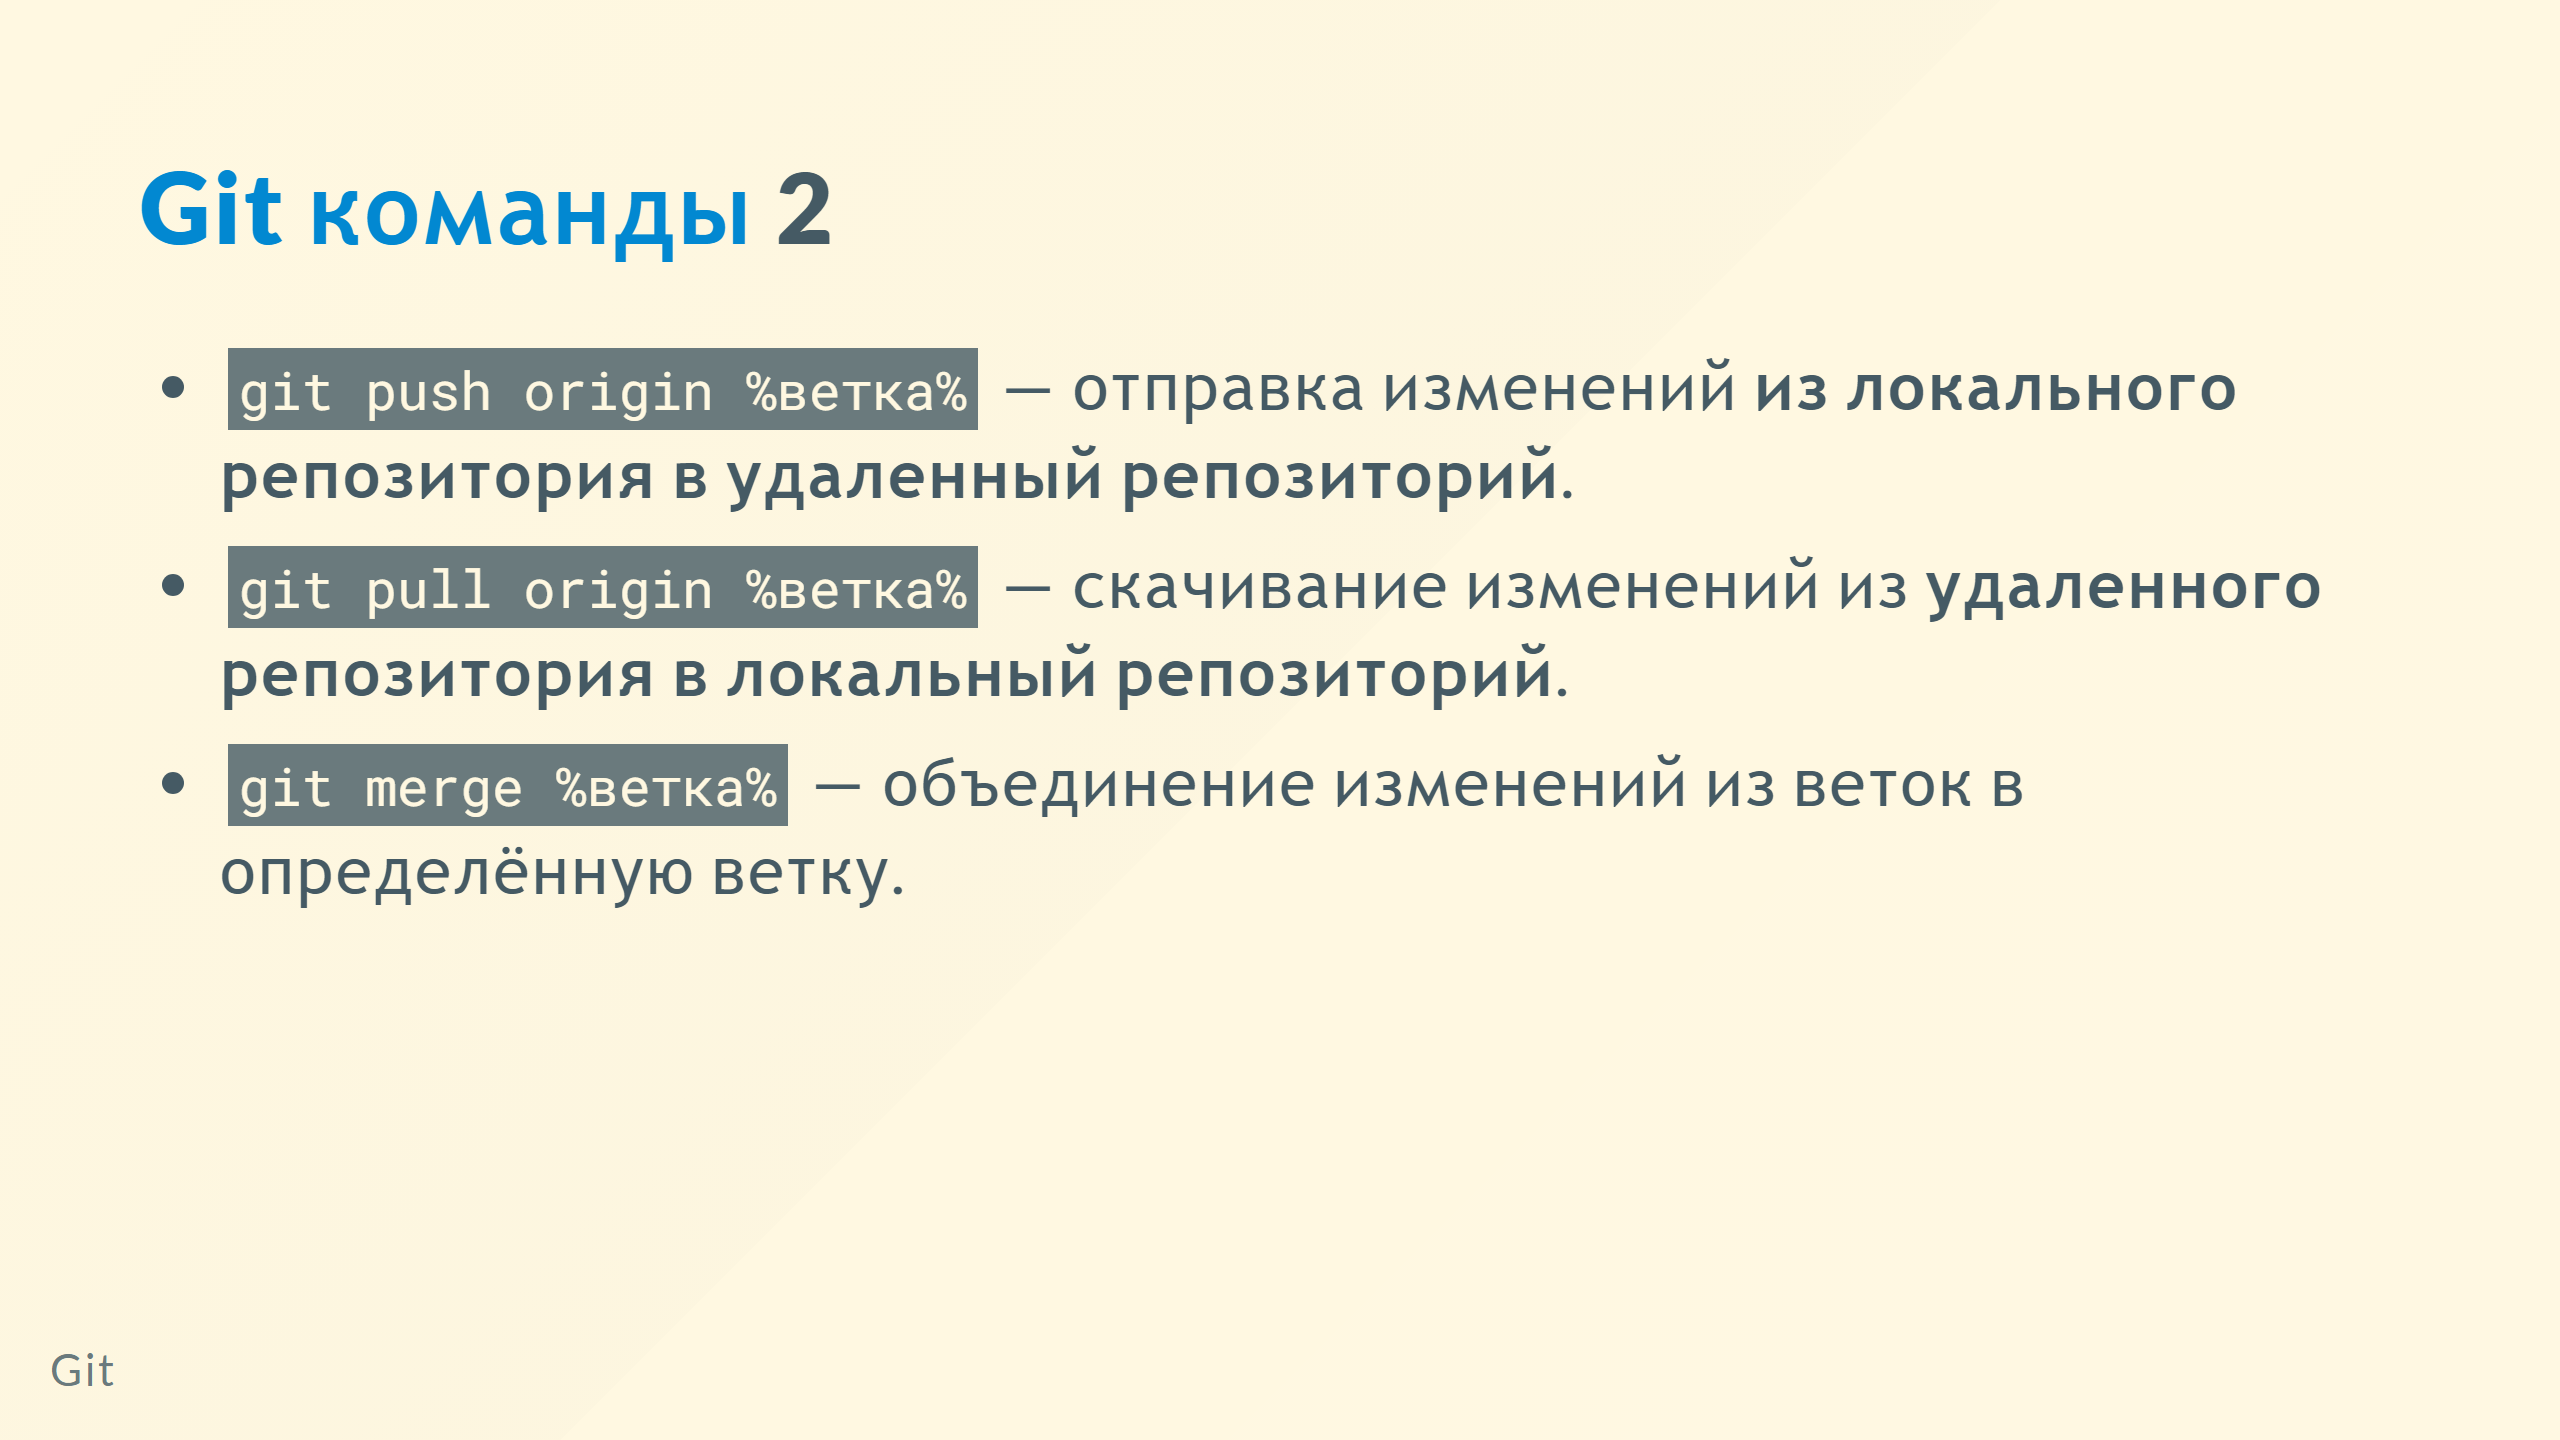 Git команды 2
• git push origin %ветка% — отправка изменений из локального
репозитория в удаленный репозиторий.
• git pull origin %ветка% — скачивание изменений из удаленного
репозитория в локальный репозиторий.
• git merge %ветка% — объединение изменений из веток в
определённую ветку.
Git